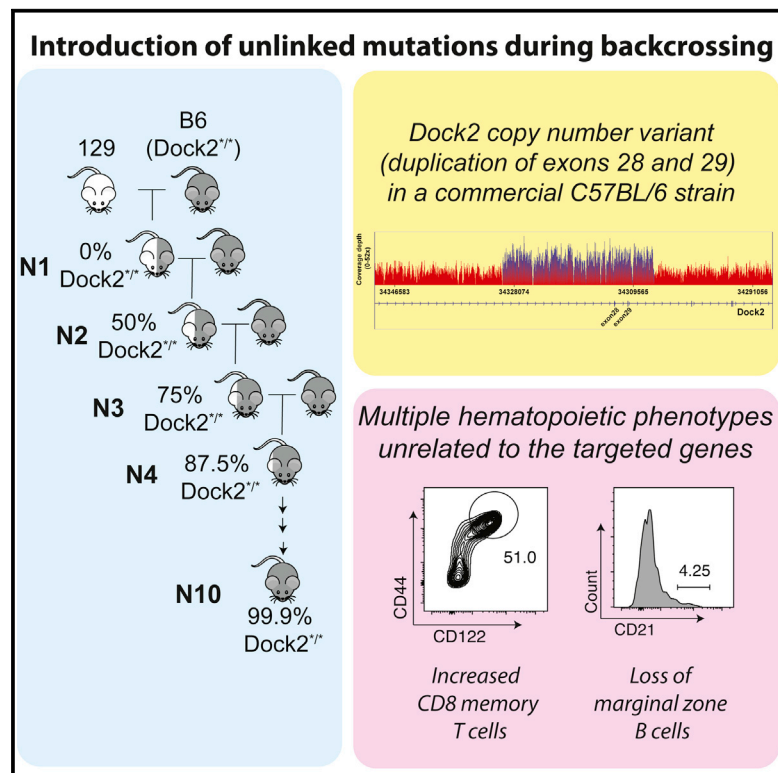 Introduction of unlinked mutations during backcrossing
129
B6
(Dock2*/*)
N1
0%
Dock2*/*
N2
50%
Dock2*/*
N3
75%
Dock2*/*
N4
87.5%
Dock2*/*
N10
99.9%
Dock2*/*
Dock2 copy number variant
(duplication of exons 28 and 29)
in a commercial C57BL/6 strain
Coverage depth
(0-52x)
34346583
34328074
34309565
34291056
exon28
exon29
Dock2
Multiple hematopoietic phenotypes
unrelated to the targeted genes
CD44
51.0
CD122
Count
4.25
CD21
Increased
CD8 memory
T cells
Loss of
marginal zone
B cells